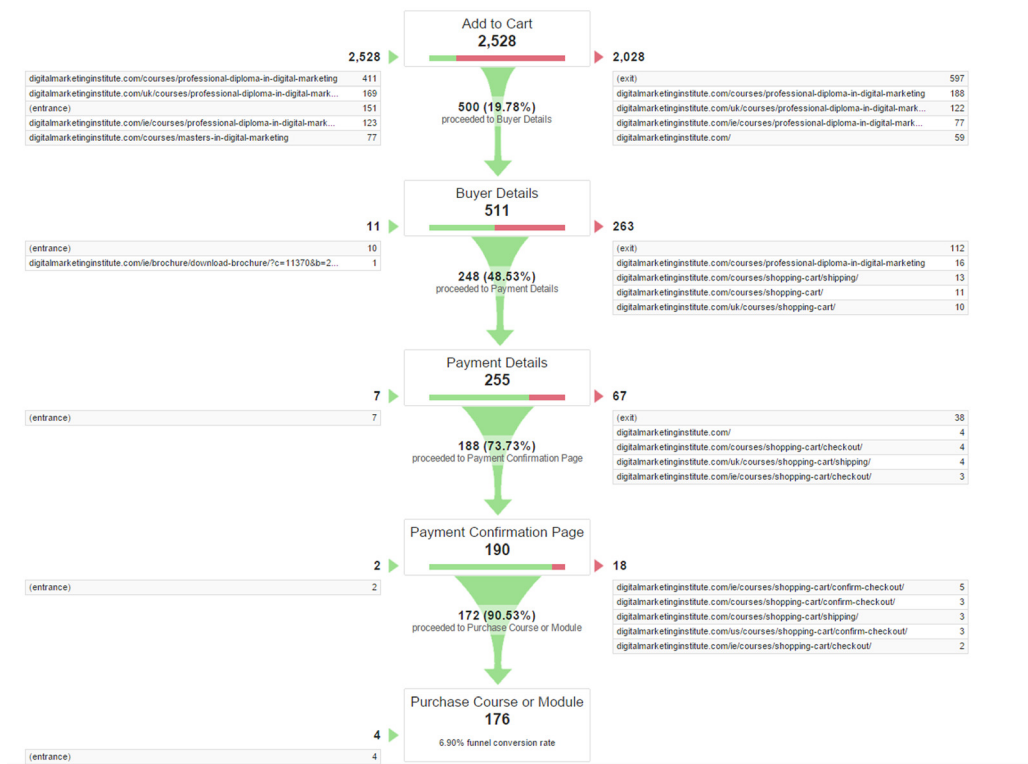 Add to Cart
2,528
2,528
2,028
digitalmarketinginstitute.com/courses/professional-diploma-in-digital-marketing 411
digitalmarketinginstitute.com/uk/courses/professional-diploma-in-digital-mark... 169
(entrance) 151
digitalmarketinginstitute.com/ie/courses/professional-diploma-in-digital-mark... 123
digitalmarketinginstitute.com/courses/masters-in-digital-marketing 77
(exit) 597
digitalmarketinginstitute.com/courses/professional-diploma-in-digital-marketing 188
digitalmarketinginstitute.com/uk/courses/professional-diploma-in-digital-mark... 122
digitalmarketinginstitute.com/ie/courses/professional-diploma-in-digital-mark... 77
digitalmarketinginstitute.com/ 59
500 (19.78%)
proceeded to Buyer Details
Buyer Details
511
11
263
(entrance) 10
digitalmarketinginstitute.com/ie/brochure/download-brochure/?c=11370&b=2... 1
(exit) 112
digitalmarketinginstitute.com/courses/professional-diploma-in-digital-marketing 16
digitalmarketinginstitute.com/courses/shopping-cart/shipping/ 13
digitalmarketinginstitute.com/courses/shopping-cart/ 11
digitalmarketinginstitute.com/uk/courses/shopping-cart/ 10
248 (48.53%)
proceeded to Payment Details
Payment Details
255
7
67
(entrance) 7
(exit) 38
digitalmarketinginstitute.com/ 4
digitalmarketinginstitute.com/courses/shopping-cart/checkout/ 4
digitalmarketinginstitute.com/uk/courses/shopping-cart/shipping/ 4
digitalmarketinginstitute.com/ie/courses/shopping-cart/checkout/ 3
188 (73.73%)
proceeded to Payment Confirmation Page
Payment Confirmation Page
190
2
18
(entrance) 2
digitalmarketinginstitute.com/ie/courses/shopping-cart/confirm-checkout/ 5
digitalmarketinginstitute.com/courses/shopping-cart/confirm-checkout/ 3
digitalmarketinginstitute.com/courses/shopping-cart/shipping/ 3
digitalmarketinginstitute.com/us/courses/shopping-cart/confirm-checkout/ 3
digitalmarketinginstitute.com/ie/courses/shopping-cart/checkout/ 2
172 (90.53%)
proceeded to Purchase Course or Module
Purchase Course or Module
176
6.90% funnel conversion rate
4
(entrance) 4